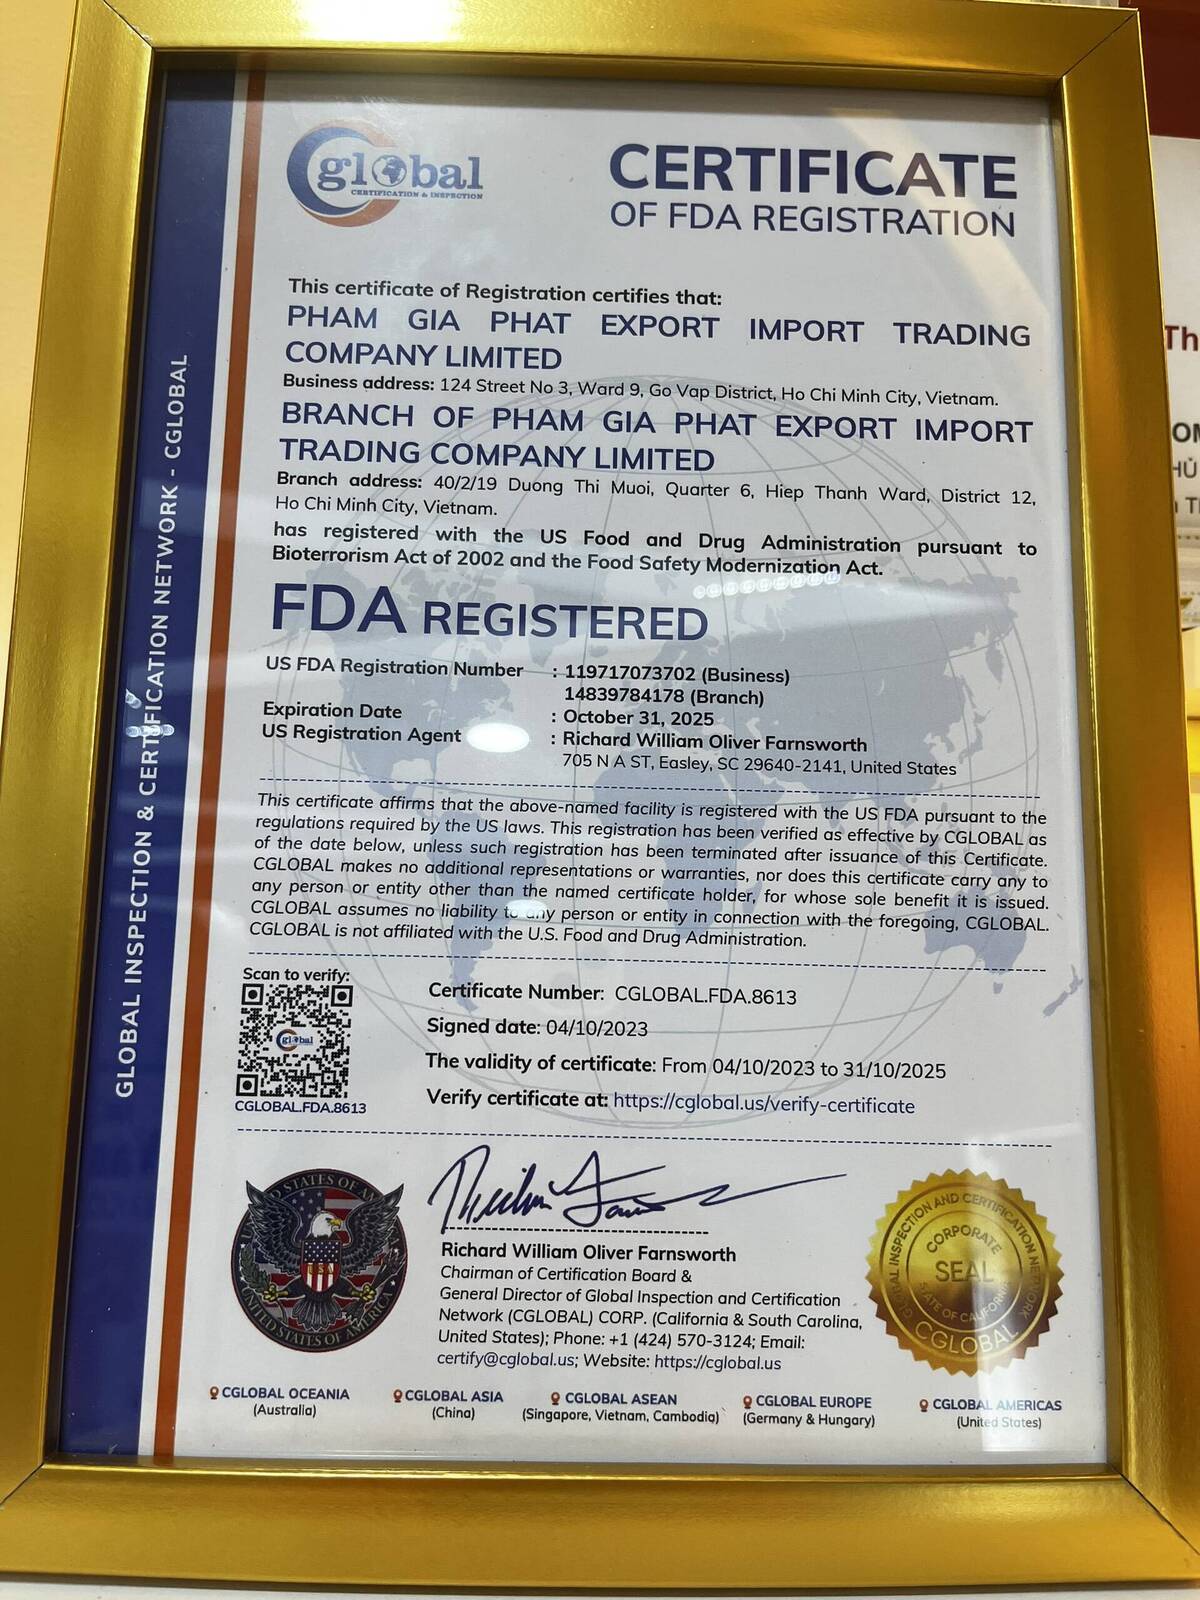 global
CERTIFICATION & INSPECTION
CERTIFICATE
OF FDA REGISTRATION
This certificate of Registration certifies that:
PHAM GIA PHAT EXPORT IMPORT TRADING
COMPANY LIMITED
Business address: 124 Street No 3, Ward 9, Go Vap District, Ho Chi Minh City, Vietnam.
BRANCH OF PHAM GIA PHAT EXPORT IMPORT
TRADING COMPANY LIMITED
Branch address: 40/2/19 Duong Thi Muoi, Quarter 6, Hiep Thanh Ward, District 12,
Ho Chi Minh City, Vietnam.
has registered with the US Food and Drug Administration pursuant to
Bioterrorism Act of 2002 and the Food Safety Modernization Act.
FDA REGISTERED
US FDA Registration Number : 119717073702 (Business)
14839784178 (Branch)
Expiration Date : October 31, 2025
US Registration Agent : Richard William Oliver Farnsworth
705 N A ST, Easley, SC 29640-2141, United States
This certificate affirms that the above-named facility is registered with the US FDA pursuant to the
regulations required by the US laws. This registration has been verified as effective by CGLOBAL as
of the date below, unless such registration has been terminated after issuance of this Certificate.
CGLOBAL makes no additional representations or warranties, nor does this certificate carry any to
any person or entity other than the named certificate holder, for whose sole benefit it is issued.
CGLOBAL assumes no liability to any person or entity in connection with the foregoing, CGLOBAL.
CGLOBAL is not affiliated with the U.S. Food and Drug Administration.
Scan to verify:
global
CGLOBAL.FDA.8613
Certificate Number: CGLOBAL.FDA.8613
Signed date: 04/10/2023
The validity of certificate: From 04/10/2023 to 31/10/2025
Verify certificate at: https://cglobal.us/verify-certificate
UNITED STATES OF AMERICA
USA
Richard William Oliver Farnsworth
Chairman of Certification Board &
General Director of Global Inspection and Certification
Network (CGLOBAL) CORP. (California & South Carolina,
United States); Phone: +1 (424) 570-3124; Email:
certify@cglobal.us; Website: https://cglobal.us
GLOBAL INSPECTION AND CERTIFICATION NETWORK
CORPORATE
SEAL
STATE OF CALIFORNIA
CGLOBAL
CGLOBAL OCEANIA
(Australia)
CGLOBAL ASIA
(China)
CGLOBAL ASEAN
(Singapore, Vietnam, Cambodia)
CGLOBAL EUROPE
(Germany & Hungary)
CGLOBAL AMERICAS
(United States)
GLOBAL INSPECTION & CERTIFICATION NETWORK - CGLOBAL